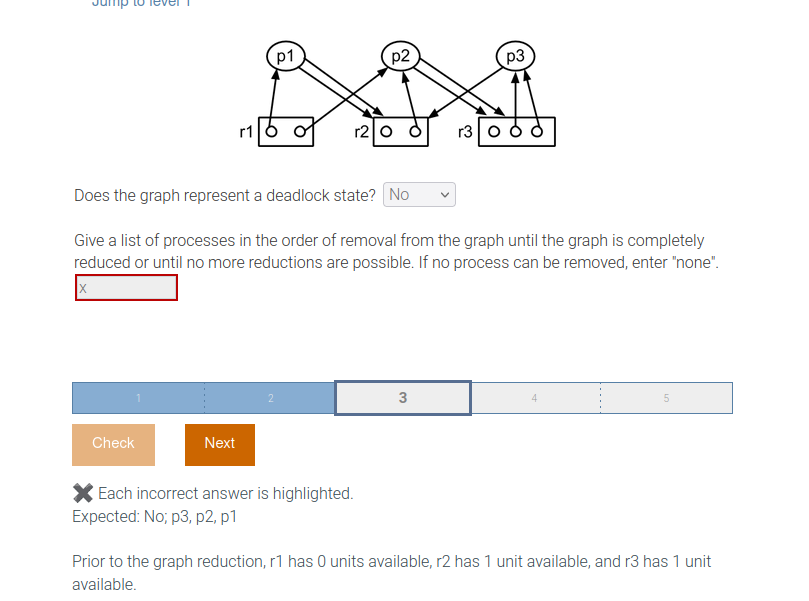 Jump to level 1
p1 p2 p3
r1 r2 r3
Does the graph represent a deadlock state? No
Give a list of processes in the order of removal from the graph until the graph is completely
reduced or until no more reductions are possible. If no process can be removed, enter "none".
x
1 2 3 4 5
Check Next
Each incorrect answer is highlighted.
Expected: No; p3, p2, p1
Prior to the graph reduction, r1 has 0 units available, r2 has 1 unit available, and r3 has 1 unit
available.